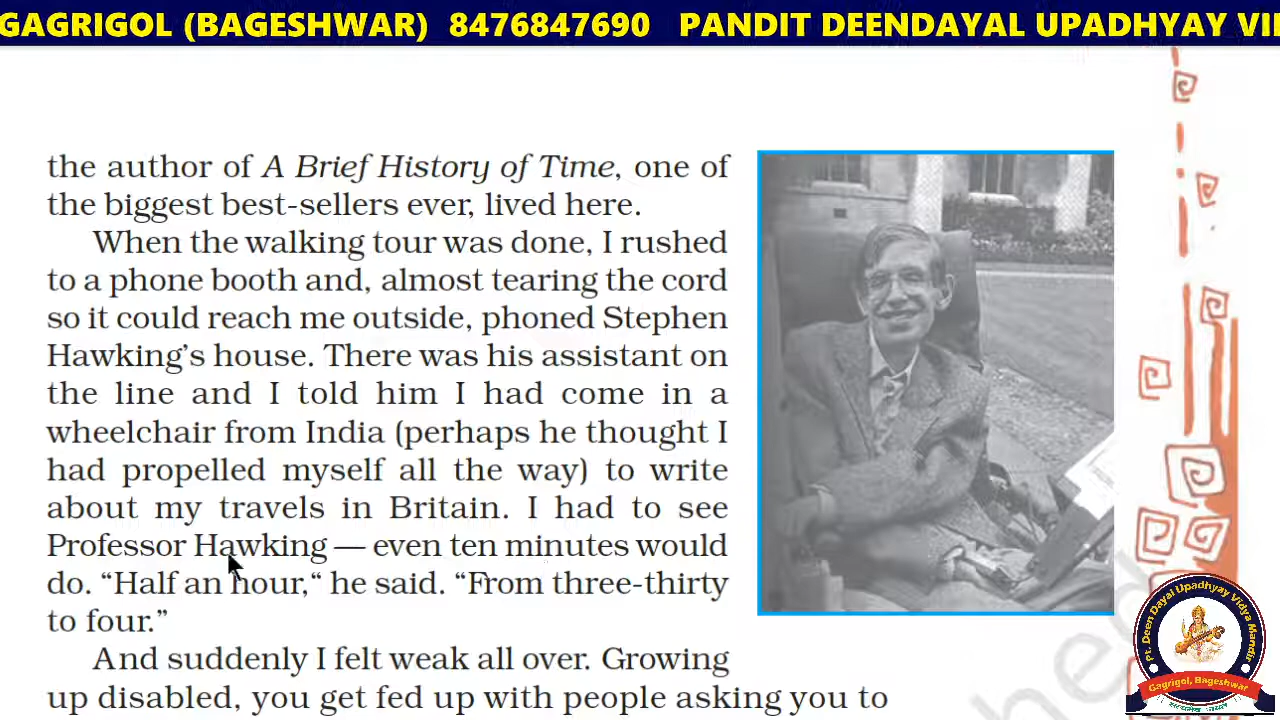 GAGRIGOL (BAGESHWAR) 8476847690 PANDIT DEENDAYAL UPADHYAY
the author of A Brief History of Time, one of
the biggest best-sellers ever, lived here.
When the walking tour was done, I rushed
to a phone booth and, almost tearing the cord
so it could reach me outside, phoned Stephen
Hawking’s house. There was his assistant on
the line and I told him I had come in a
wheelchair from India (perhaps he thought I
had propelled myself all the way) to write
about my travels in Britain. I had to see
Professor Hawking — even ten minutes would
do. “Half an hour,“ he said. “From three-thirty
to four.”
And suddenly I felt weak all over. Growing
up disabled, you get fed up with people asking you to
Pt. Deen Dayal Upadhyay Vidya Mandir
Gagrigol, Bageshwar